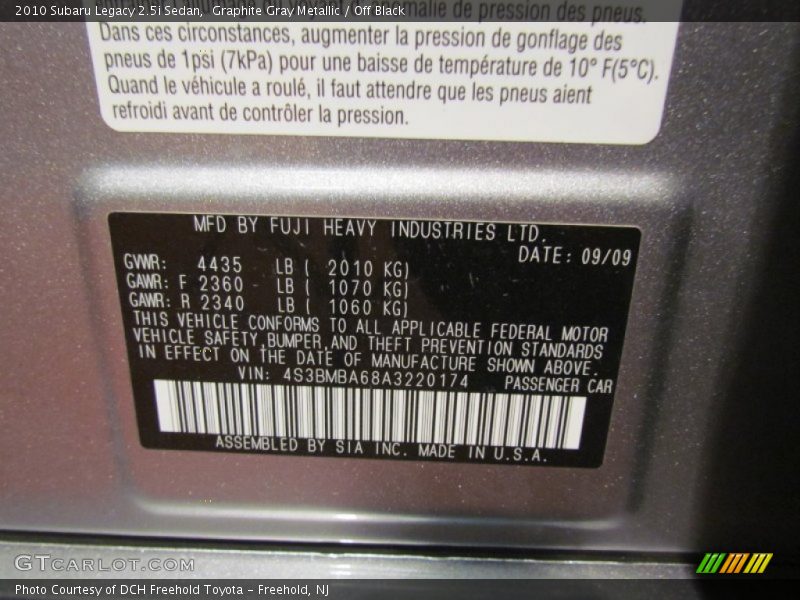 2010 Subaru Legacy 2.5i Sedan,  Graphite Gray Metallic / Off Black
malie de pression des pneus.
Dans ces circonstances, augmenter la pression de gonflage des
pneus de 1psi (7kPa) pour une baisse de température de 10° F(5°C).
Quand le véhicule a roulé, il faut attendre que les pneus aient
refroidi avant de contrôler la pression.
MFD BY FUJI HEAVY INDUSTRIES LTD.
DATE: 09/09
GVWR: 4435 LB ( 2010 KG)
GAWR: F 2360 LB ( 1070 KG)
GAWR: R 2340 LB ( 1060 KG)
THIS VEHICLE CONFORMS TO ALL APPLICABLE FEDERAL MOTOR
VEHICLE SAFETY,BUMPER,AND THEFT PREVENTION STANDARDS
IN EFFECT ON THE DATE OF MANUFACTURE SHOWN ABOVE.
VIN: 4S3BMBA68A3220174 PASSENGER CAR
ASSEMBLED BY SIA INC. MADE IN U.S.A.
GTCARLOT.COM
Photo Courtesy of DCH Freehold Toyota - Freehold, NJ